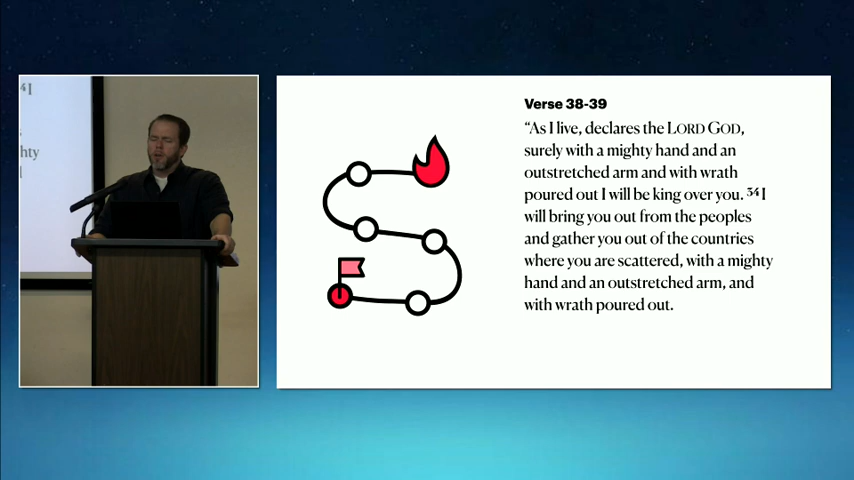 ⁴I
hty
Verse 38-39
“As I live, declares the LORD GOD,
surely with a mighty hand and an
outstretched arm and with wrath
poured out I will be king over you. ³⁴ I
will bring you out from the peoples
and gather you out of the countries
where you are scattered, with a mighty
hand and an outstretched arm, and
with wrath poured out.